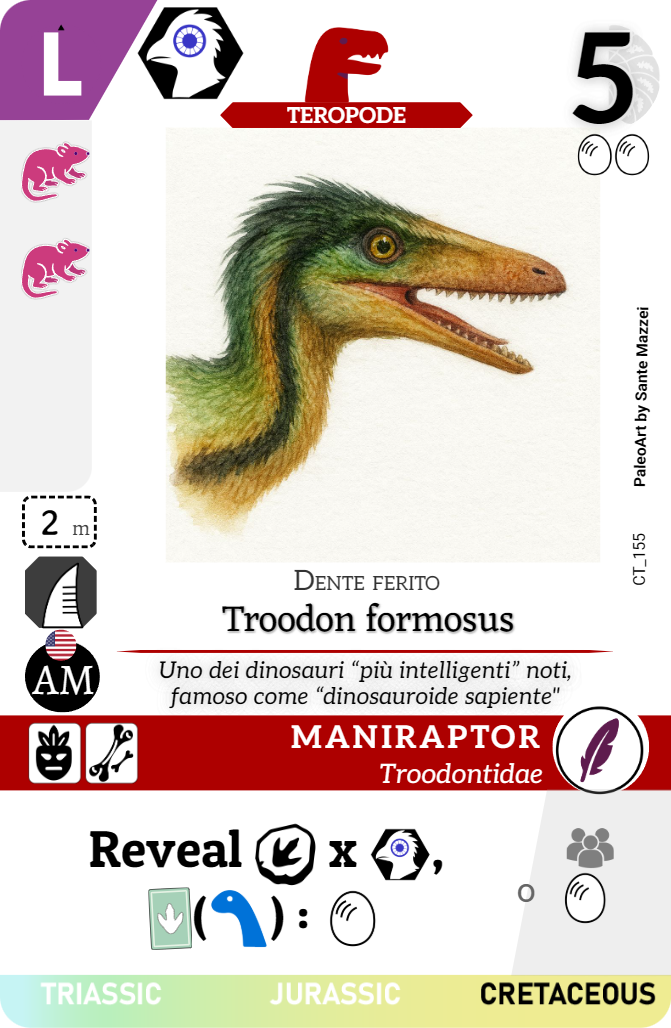 L
TEROPODE
5
PaleoArt by Sante Mazzei
CT_155
2 m
AM
DENTE FERITO
Troodon formosus
Uno dei dinosauri “più intelligenti” noti,
famoso come “dinosauroide sapiente"
MANIRAPTOR
Troodontidae
Reveal x ,
( ) :
O
TRIASSIC JURASSIC CRETACEOUS